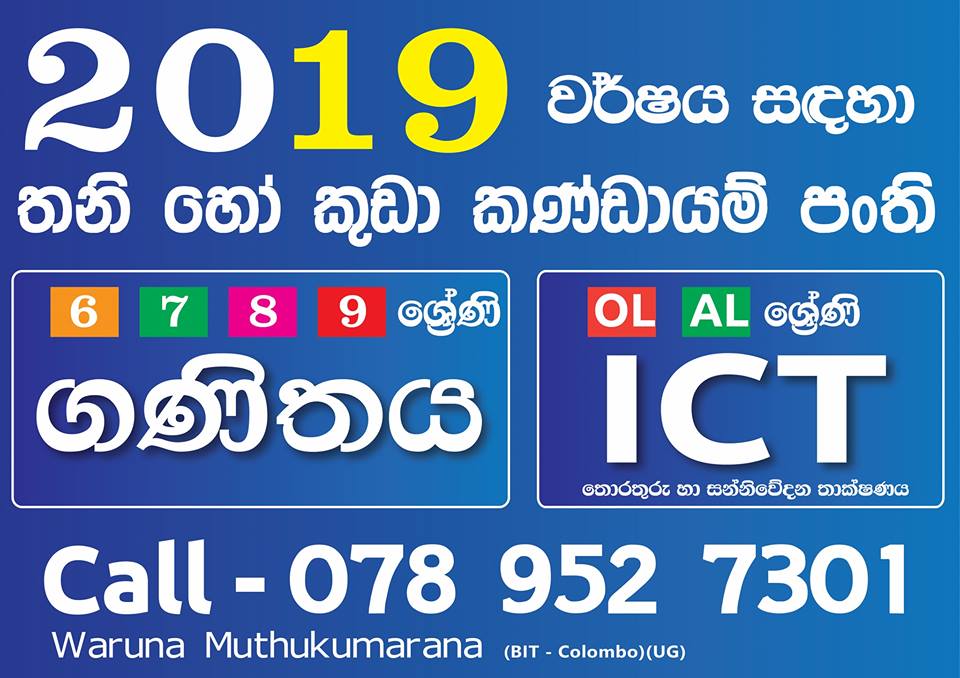 2019 වර්ෂය සඳහා
තනි හෝ කුඩා කණ්ඩායම් පංති
6 7 8 9 ශ්‍රේණි
ගණිතය
OL AL ශ්‍රේණි
ICT
තොරතුරු හා සන්නිවේදන තාක්ෂණය
Call - 078 952 7301
Waruna Muthukumarana (BIT - Colombo)(UG)